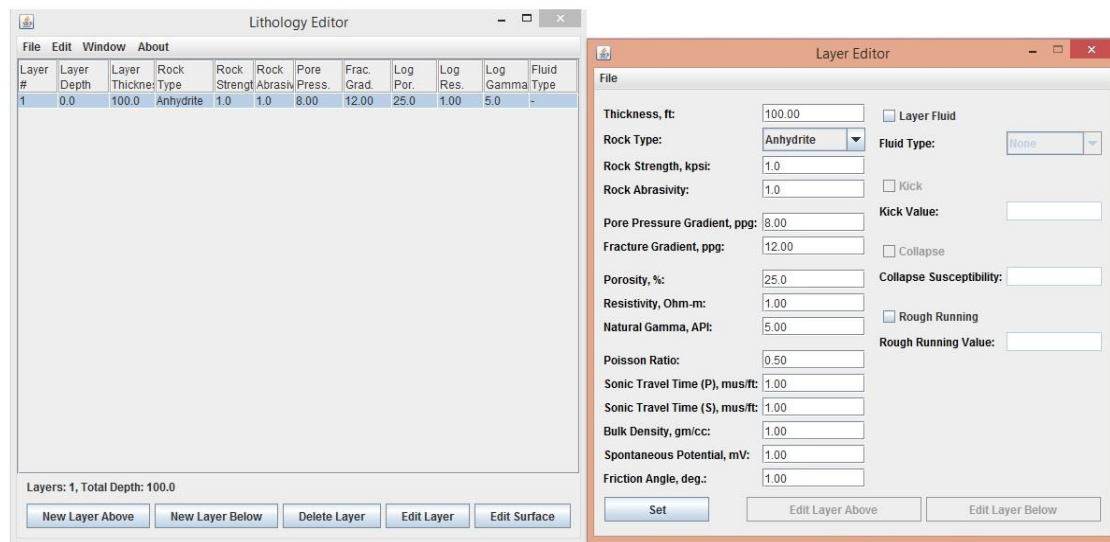 Lithology Editor
File Edit Window About
Layer # Layer Depth Layer Thicknes Rock Type Rock Strengt Rock Abrasiv Pore Press. Frac. Grad. Log Por. Log Res. Log Gamma Fluid Type
1 0.0 100.0 Anhydrite 1.0 1.0 8.00 12.00 25.0 1.00 5.0 -
Layers: 1, Total Depth: 100.0
New Layer Above New Layer Below Delete Layer Edit Layer Edit Surface
Layer Editor
File
Thickness, ft: 100.00
Rock Type: Anhydrite
Rock Strength, kpsi: 1.0
Rock Abrasivity: 1.0
Pore Pressure Gradient, ppg: 8.00
Fracture Gradient, ppg: 12.00
Porosity, %: 25.0
Resistivity, Ohm-m: 1.00
Natural Gamma, API: 5.00
Poisson Ratio: 0.50
Sonic Travel Time (P), mus/ft: 1.00
Sonic Travel Time (S), mus/ft: 1.00
Bulk Density, gm/cc: 1.00
Spontaneous Potential, mV: 1.00
Friction Angle, deg.: 1.00
Layer Fluid
Fluid Type: None
Kick
Kick Value:
Collapse
Collapse Susceptibility:
Rough Running
Rough Running Value:
Set Edit Layer Above Edit Layer Below